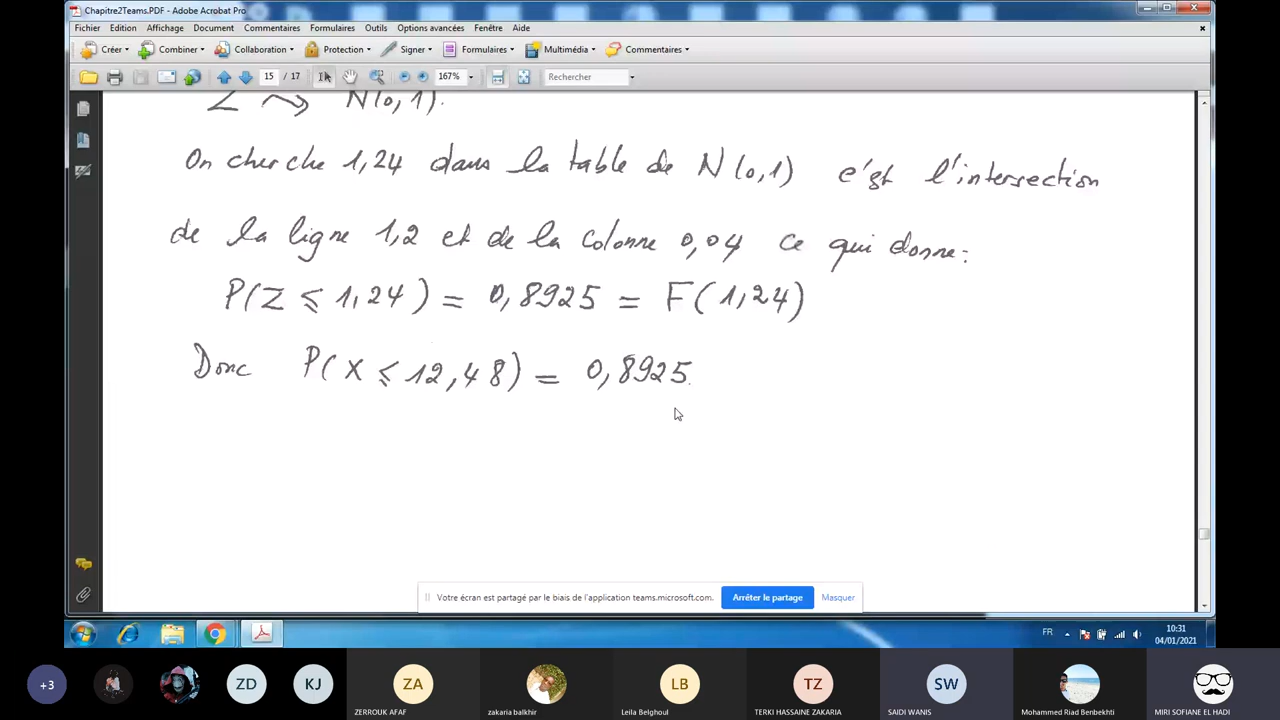 Chapitre2Teams.PDF - Adobe Acrobat Pro
Fichier Edition Affichage Document Commentaires Formulaires Outils Options avancées Fenêtre Aide
Créer Combiner Collaboration Protection Signer Formulaires Multimédia Commentaires
15 / 17 167% Rechercher
Z ⤳ N(0,1).
On cherche 1,24 dans la table de N(0,1) c'est l'intersection
de la ligne 1,2 et de la colonne 0,04 ce qui donne:
P(Z ⩽ 1,24) = 0,8925 = F(1,24)
Donc P(X ⩽ 12,48) = 0,8925.
Votre écran est partagé par le biais de l'application teams.microsoft.com. Arrêter le partage Masquer
FR 10:31
04/01/2021
+3 ZD KJ ZA LB TZ SW
ZERROUK AFAF zakaria balkhir Leila Belghoul TERKI HASSAINE ZAKARIA SAIDI WANIS Mohammed Riad Benbekhti MIRI SOFIANE EL HADI